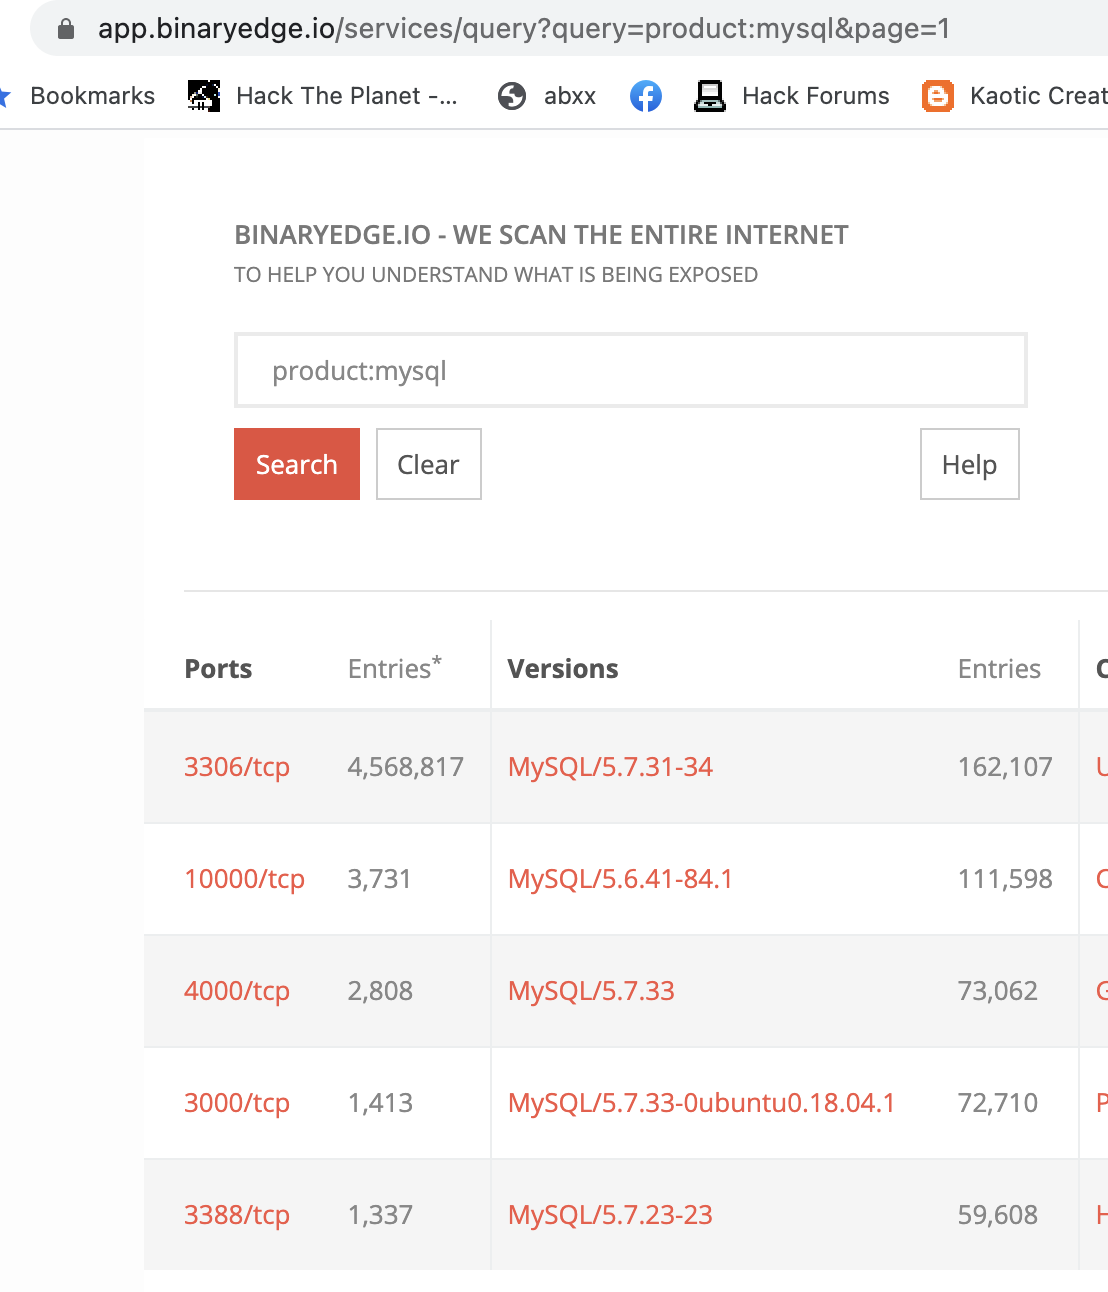 app.binaryedge.io/services/query?query=product:mysql&page=1
Bookmarks Hack The Planet -... abxx Hack Forums Kaotic Creat
BINARYEDGE.IO - WE SCAN THE ENTIRE INTERNET
TO HELP YOU UNDERSTAND WHAT IS BEING EXPOSED
product:mysql
Search Clear Help
Ports Entries* Versions Entries
3306/tcp 4,568,817 MySQL/5.7.31-34 162,107
10000/tcp 3,731 MySQL/5.6.41-84.1 111,598
4000/tcp 2,808 MySQL/5.7.33 73,062
3000/tcp 1,413 MySQL/5.7.33-0ubuntu0.18.04.1 72,710
3388/tcp 1,337 MySQL/5.7.23-23 59,608